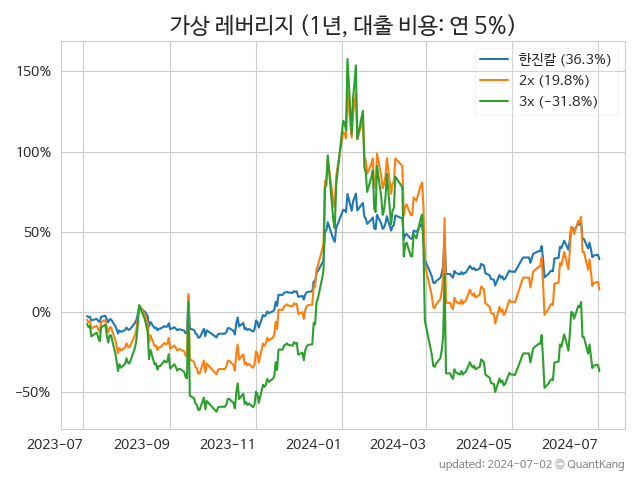 가상 레버리지 (1년, 대출 비용: 연 5%)
한진칼 (36.3%)
2x (19.8%)
3x (−31.8%)
150%
100%
50%
0%
−50%
2023-07 2023-09 2023-11 2024-01 2024-03 2024-05 2024-07
updated: 2024-07-02 © QuantKang